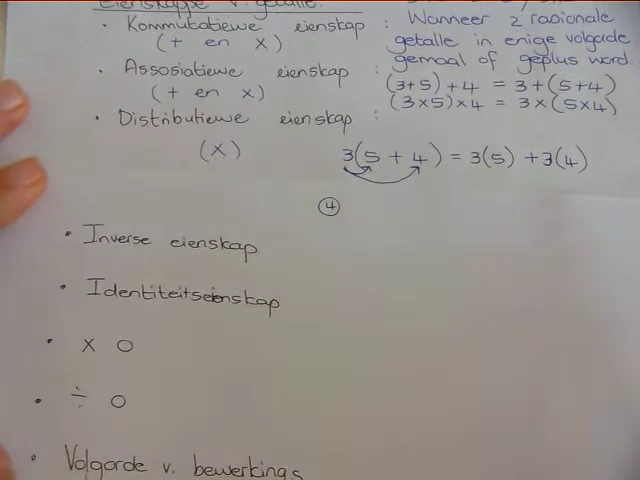 Eienskappe v. getalle.
• Kommutatiewe eienskap : Wanneer 2 rasionale
(+ en x) getalle in enige volgorde
gemaal of geplus word.
• Assosiatiewe eienskap : (3+5) + 4 = 3 + (5+4)
(+ en x) (3×5) × 4 = 3 × (5×4)
• Distributiewe eienskap :
(x) 3(5 + 4) = 3(5) + 3(4)
4
• Inverse eienskap
• Identiteitseienskap
• x 0
• ÷ 0
• Volgorde v. bewerkings